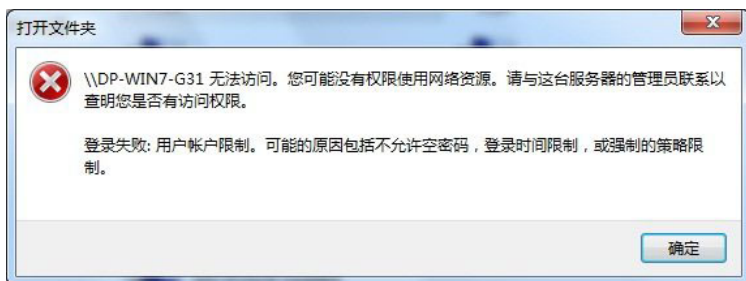 打开文件夹
\\DP-WIN7-G31 无法访问。您可能没有权限使用网络资源。请与这台服务器的管理员联系以
查明您是否有访问权限。
登录失败: 用户帐户限制。可能的原因包括不允许空密码，登录时间限制，或强制的策略限
制。
确定